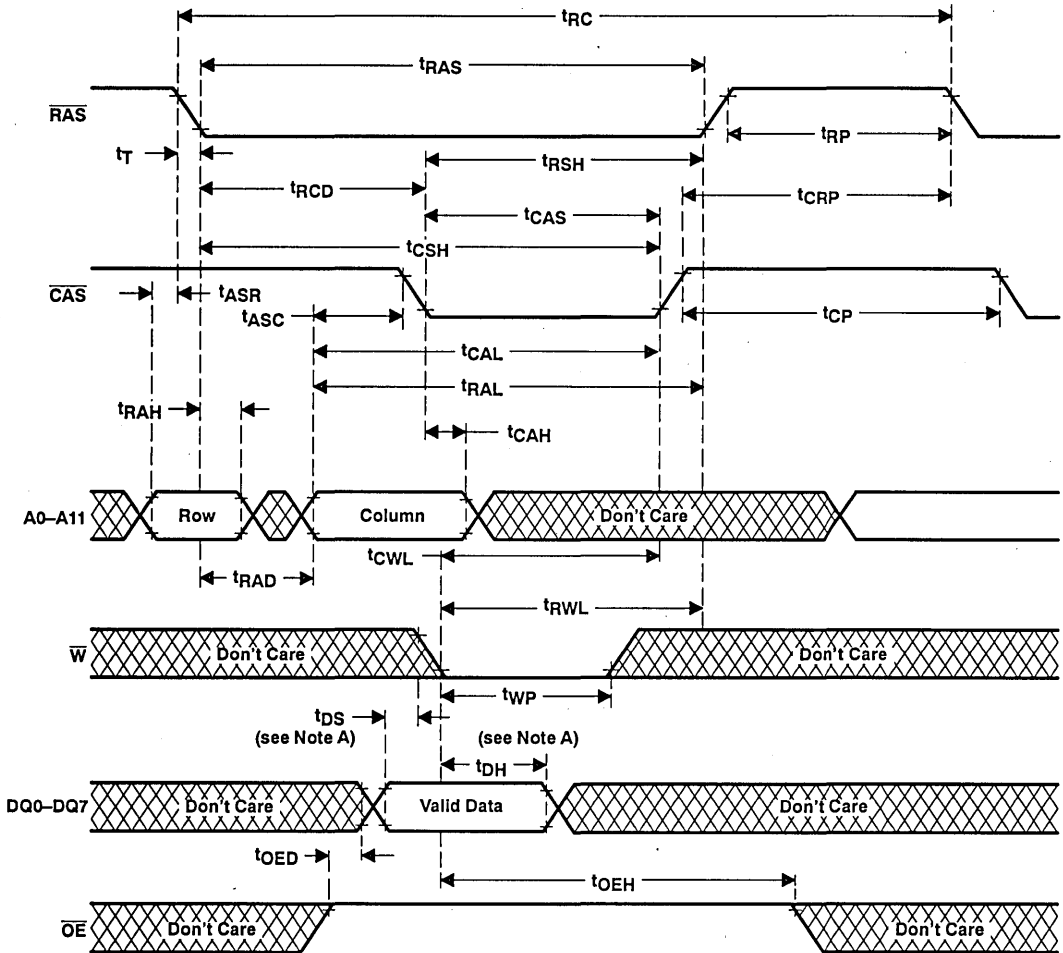 tRC
tRAS
RAS
tRP
tT
tRSH
tRCD
tCRP
tCAS
tCSH
CAS
tASR
tASC
tCP
tCAL
tRAL
tRAH
tCAH
A0–A11 Row Column Don't Care
tCWL
tRAD
tRWL
W Don't Care Don't Care
tWP
tDS
(see Note A) (see Note A)
tDH
DQ0–DQ7 Don't Care Valid Data Don't Care
tOED
tOEH
OE Don't Care Don't Care